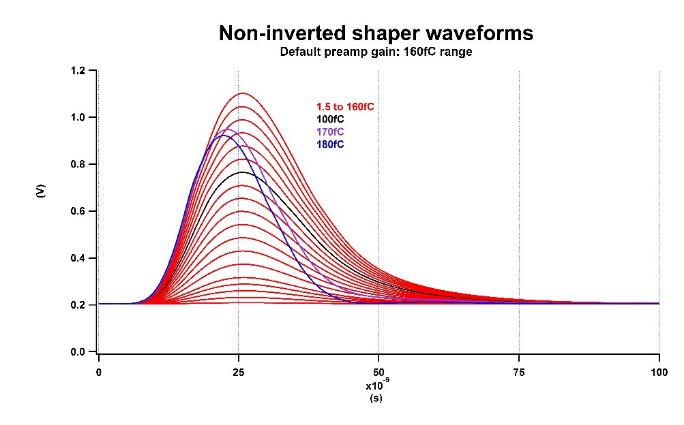 Non-inverted shaper waveforms
Default preamp gain: 160fC range
1.2
1.0
0.8
0.6
0.4
0.2
0.0
(V)
1.5 to 160fC
100fC
170fC
180fC
0 25 50 75 100
x10-9
(s)